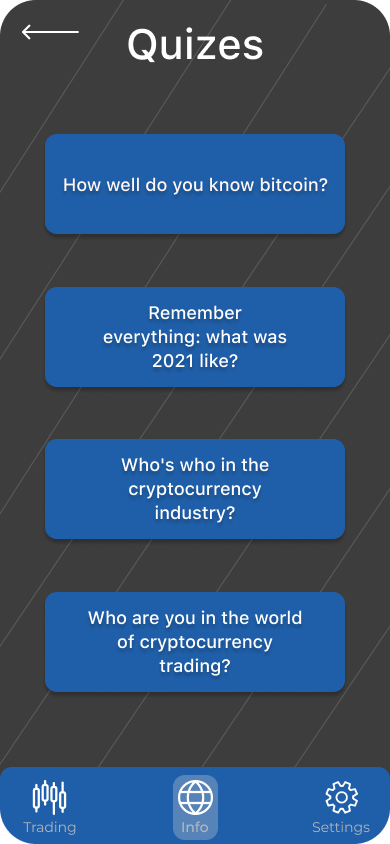 Quizes
How well do you know bitcoin?
Remember
everything: what was
2021 like?
Who's who in the
cryptocurrency
industry?
Who are you in the world
of cryptocurrency
trading?
Trading
Info
Settings